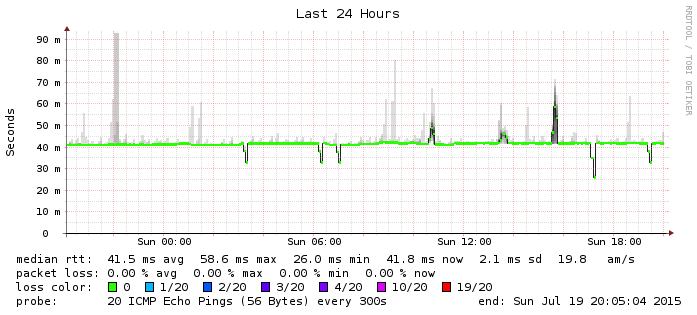 Last 24 Hours
RRDTOOL / TOBI OETIKER
Seconds
90 m
80 m
70 m
60 m
50 m
40 m
30 m
20 m
10 m
0
Sun 00:00 Sun 06:00 Sun 12:00 Sun 18:00
median rtt: 41.5 ms avg 58.6 ms max 26.0 ms min 41.8 ms now 2.1 ms sd 19.8 am/s
packet loss: 0.00 % avg 0.00 % max 0.00 % min 0.00 % now
loss color: 0 1/20 2/20 3/20 4/20 10/20 19/20
probe: 20 ICMP Echo Pings (56 Bytes) every 300s end: Sun Jul 19 20:05:04 2015